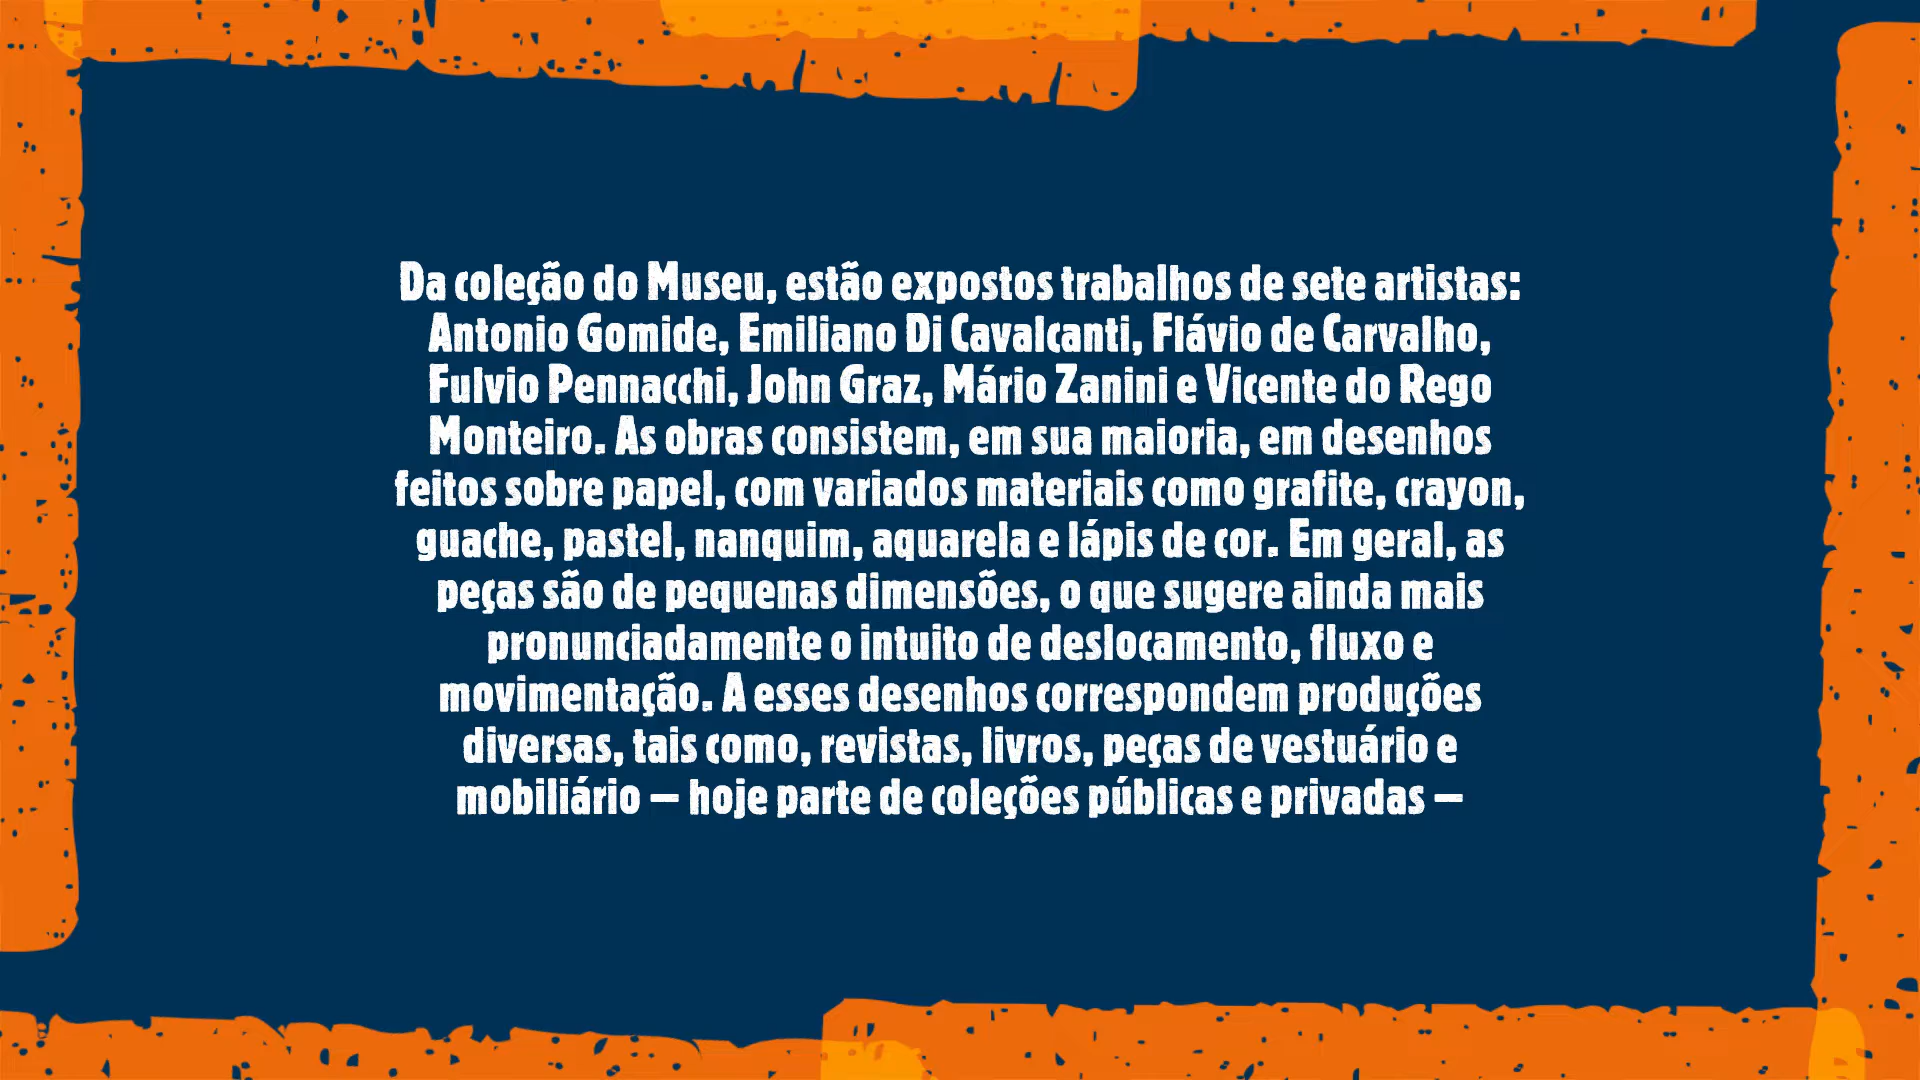 Da coleção do Museu, estão expostos trabalhos de sete artistas:
Antonio Gomide, Emiliano Di Cavalcanti, Flávio de Carvalho,
Fulvio Pennacchi, John Graz, Mário Zanini e Vicente do Rego
Monteiro. As obras consistem, em sua maioria, em desenhos
feitos sobre papel, com variados materiais como grafite, crayon,
guache, pastel, nanquim, aquarela e lápis de cor. Em geral, as
peças são de pequenas dimensões, o que sugere ainda mais
pronunciadamente o intuito de deslocamento, fluxo e
movimentação. A esses desenhos correspondem produções
diversas, tais como, revistas, livros, peças de vestuário e
mobiliário — hoje parte de coleções públicas e privadas —